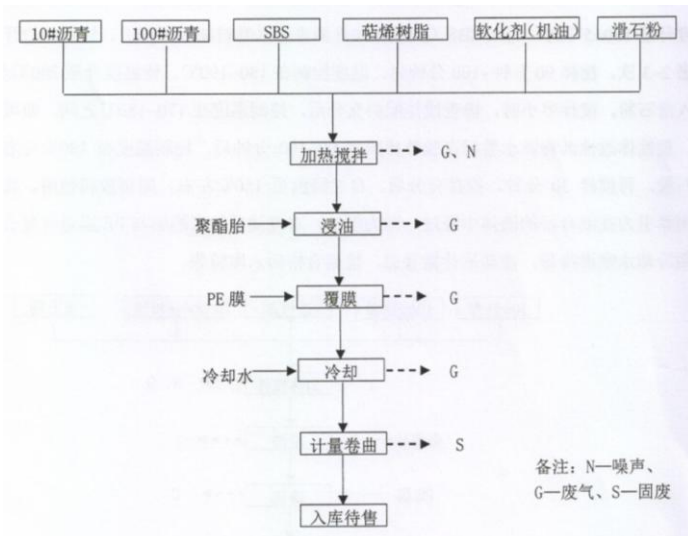 10#沥青 100#沥青 SBS 萜烯树脂 软化剂(机油) 滑石粉
加热搅拌 G、N
聚酯胎 浸油 G
PE膜 覆膜 G
冷却水 冷却 G
计量卷曲 S
备注：N—噪声、
G—废气、S—固废
入库待售